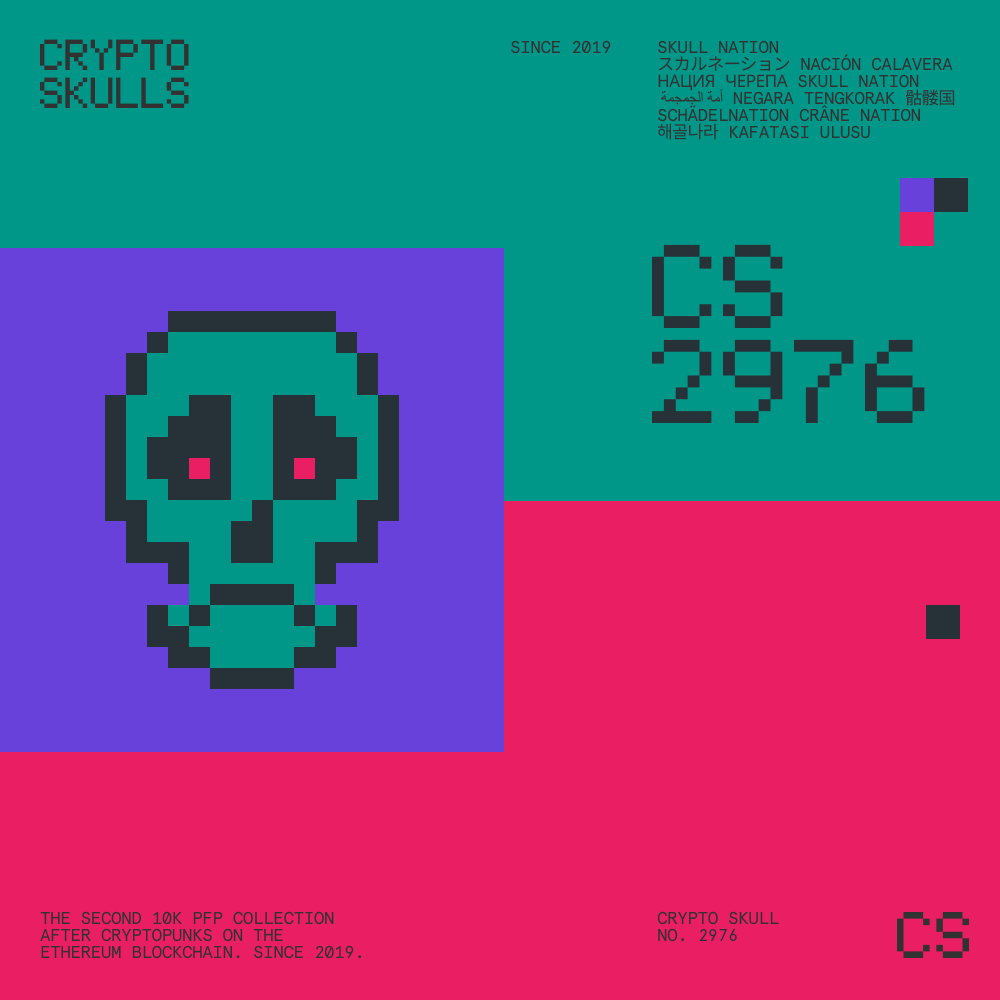 CRYPTO
SKULLS
SINCE 2019
SKULL NATION
スカルネーション NACIÓN CALAVERA
НАЦИЯ ЧЕРЕПА SKULL NATION
أمة الجمجمة NEGARA TENGKORAK 骷髅国
SCHÄDELNATION CRÂNE NATION
해골나라 KAFATASI ULUSU
CS
2976
THE SECOND 10K PFP COLLECTION
AFTER CRYPTOPUNKS ON THE
ETHEREUM BLOCKCHAIN. SINCE 2019.
CRYPTO SKULL
NO. 2976
CS